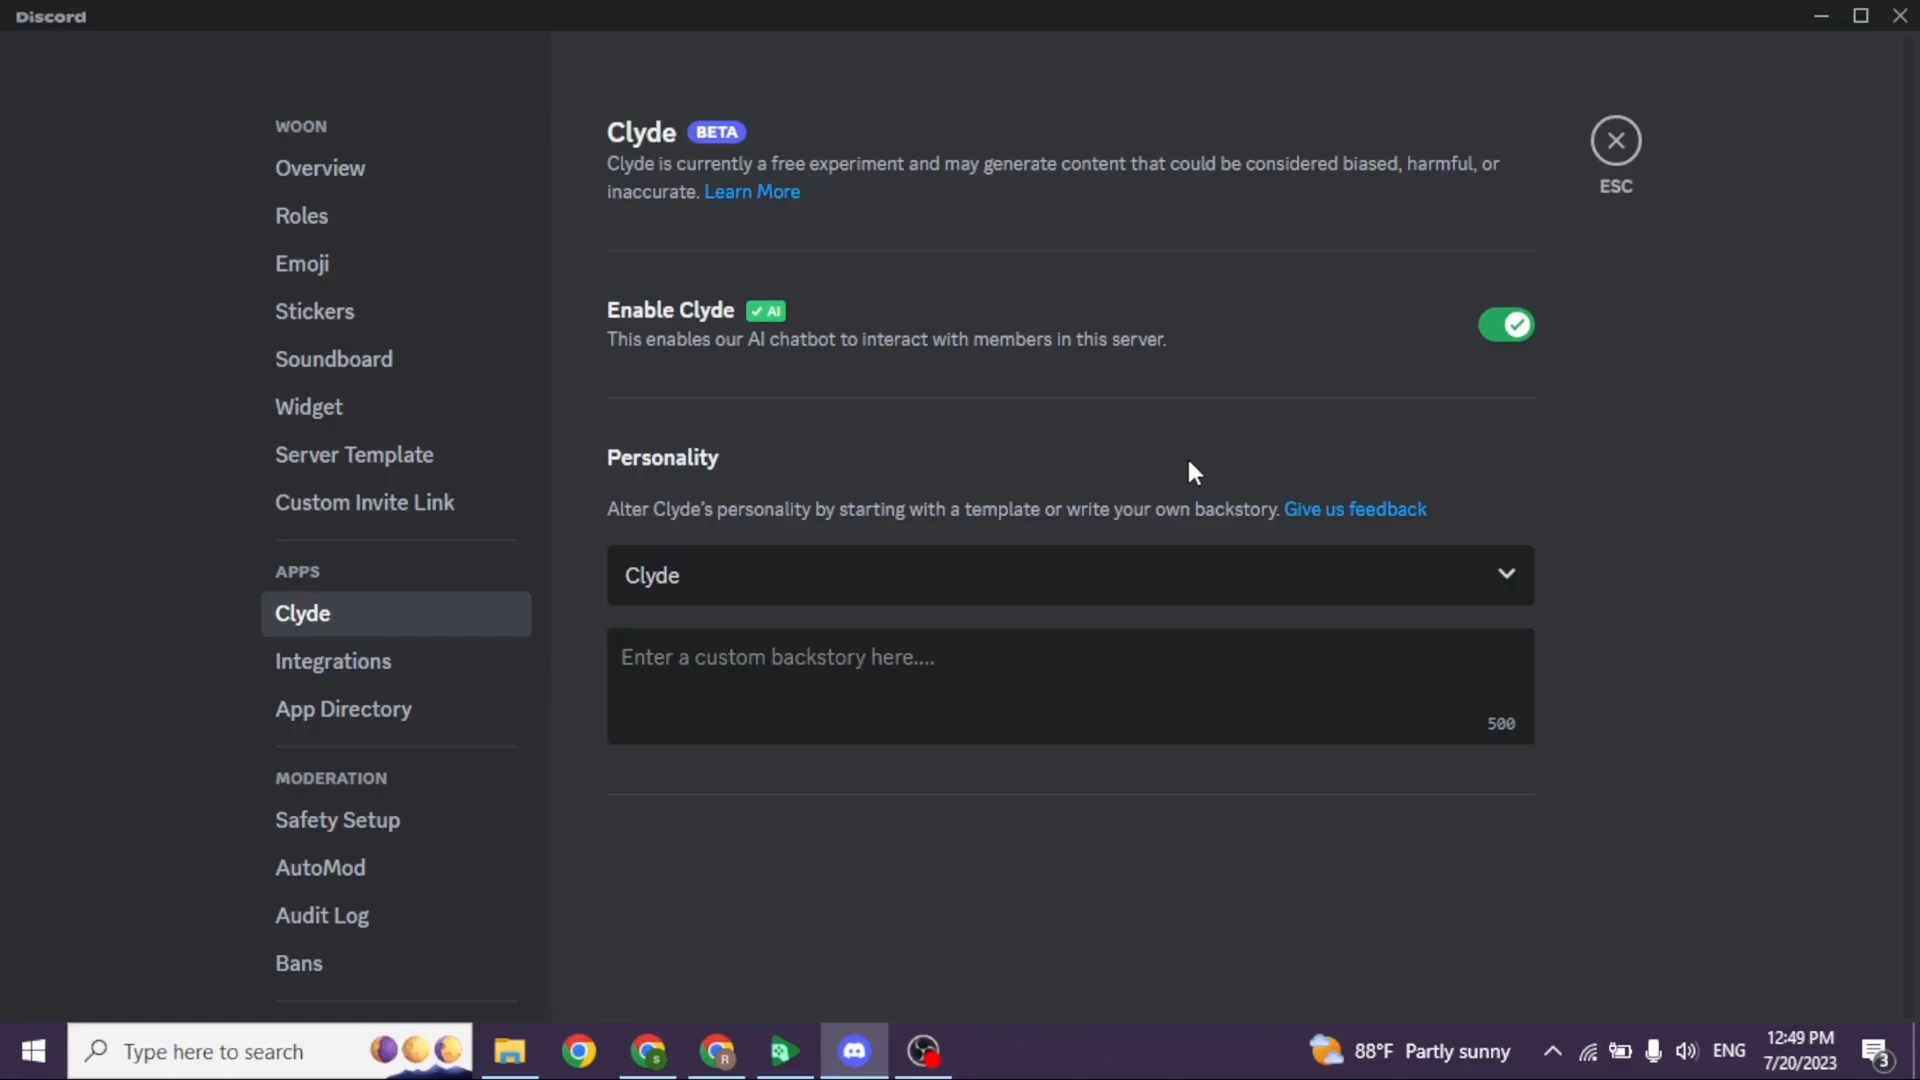 Discord
WOON
Overview
Roles
Emoji
Stickers
Soundboard
Widget
Server Template
Custom Invite Link
APPS
Clyde
Integrations
App Directory
MODERATION
Safety Setup
AutoMod
Audit Log
Bans
Clyde BETA
Clyde is currently a free experiment and may generate content that could be considered biased, harmful, or
inaccurate. Learn More
ESC
Enable Clyde AI
This enables our AI chatbot to interact with members in this server.
Personality
Alter Clyde's personality by starting with a template or write your own backstory. Give us feedback
Clyde
Enter a custom backstory here....
500
Type here to search
S
R
88°F Partly sunny
ENG
12:49 PM
7/20/2023
3